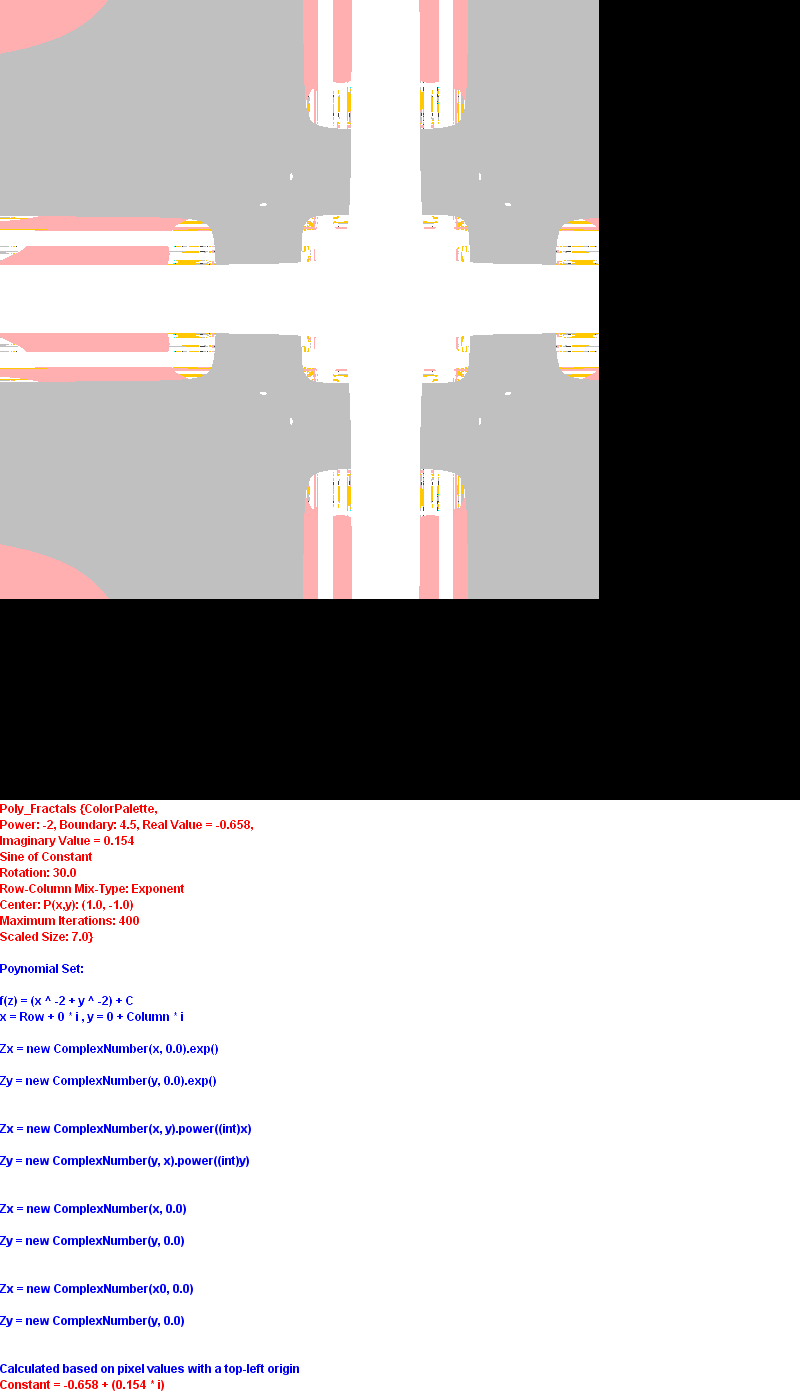 Poly_Fractals {ColorPalette,
Power: -2, Boundary: 4.5, Real Value = -0.658,
Imaginary Value = 0.154
Sine of Constant
Rotation: 30.0
Row-Column Mix-Type: Exponent
Center: P(x,y): (1.0, -1.0)
Maximum Iterations: 400
Scaled Size: 7.0}
Poynomial Set:
f(z) = (x ^ -2 + y ^ -2) + C
x = Row + 0 * i , y = 0 + Column * i
Zx = new ComplexNumber(x, 0.0).exp()
Zy = new ComplexNumber(y, 0.0).exp()
Zx = new ComplexNumber(x, y).power((int)x)
Zy = new ComplexNumber(y, x).power((int)y)
Zx = new ComplexNumber(x, 0.0)
Zy = new ComplexNumber(y, 0.0)
Zx = new ComplexNumber(x0, 0.0)
Zy = new ComplexNumber(y, 0.0)
Calculated based on pixel values with a top-left origin
Constant = -0.658 + (0.154 * i)